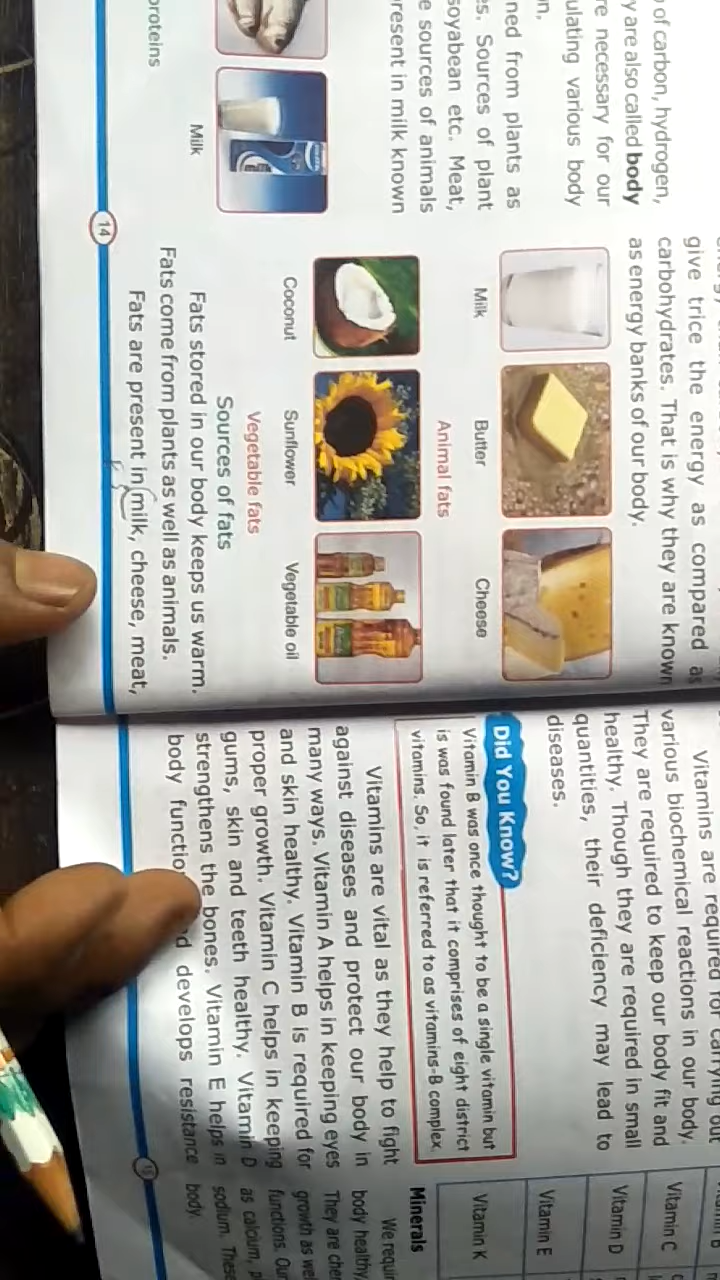 of carbon, hydrogen,
y are also called body
re necessary for our
ulating various body
ned from plants as
es. Sources of plant
soyabean etc. Meat,
e sources of animals
resent in milk known
Milk
proteins
give trice the energy as compared as
carbohydrates. That is why they are known
as energy banks of our body.
Milk Butter Cheese
Animal fats
Coconut Sunflower Vegetable oil
Vegetable fats
Sources of fats
Fats stored in our body keeps us warm.
Fats come from plants as well as animals.
Fats are present in milk, cheese, meat,
14
Vitamins are required for carrying out
various biochemical reactions in our body.
They are required to keep our body fit and
healthy. Though they are required in small
quantities, their deficiency may lead to
diseases.
Did You Know?
Vitamin B was once thought to be a single vitamin but
is was found later that it comprises of eight district
vitamins. So, it is referred to as vitamins-B complex.
Vitamins are vital as they help to fight
against diseases and protect our body in
many ways. Vitamin A helps in keeping eyes
and skin healthy. Vitamin B is required for
proper growth. Vitamin C helps in keeping
gums, skin and teeth healthy. Vitamin D
strengthens the bones. Vitamin E helps in
body functio d develops resistance
Vitamin C
Vitamin D
Vitamin E
Vitamin K
Minerals
We requir
body healthy
They are che
growth as we
functions. Our
as calcium, p
sodium. These
body.